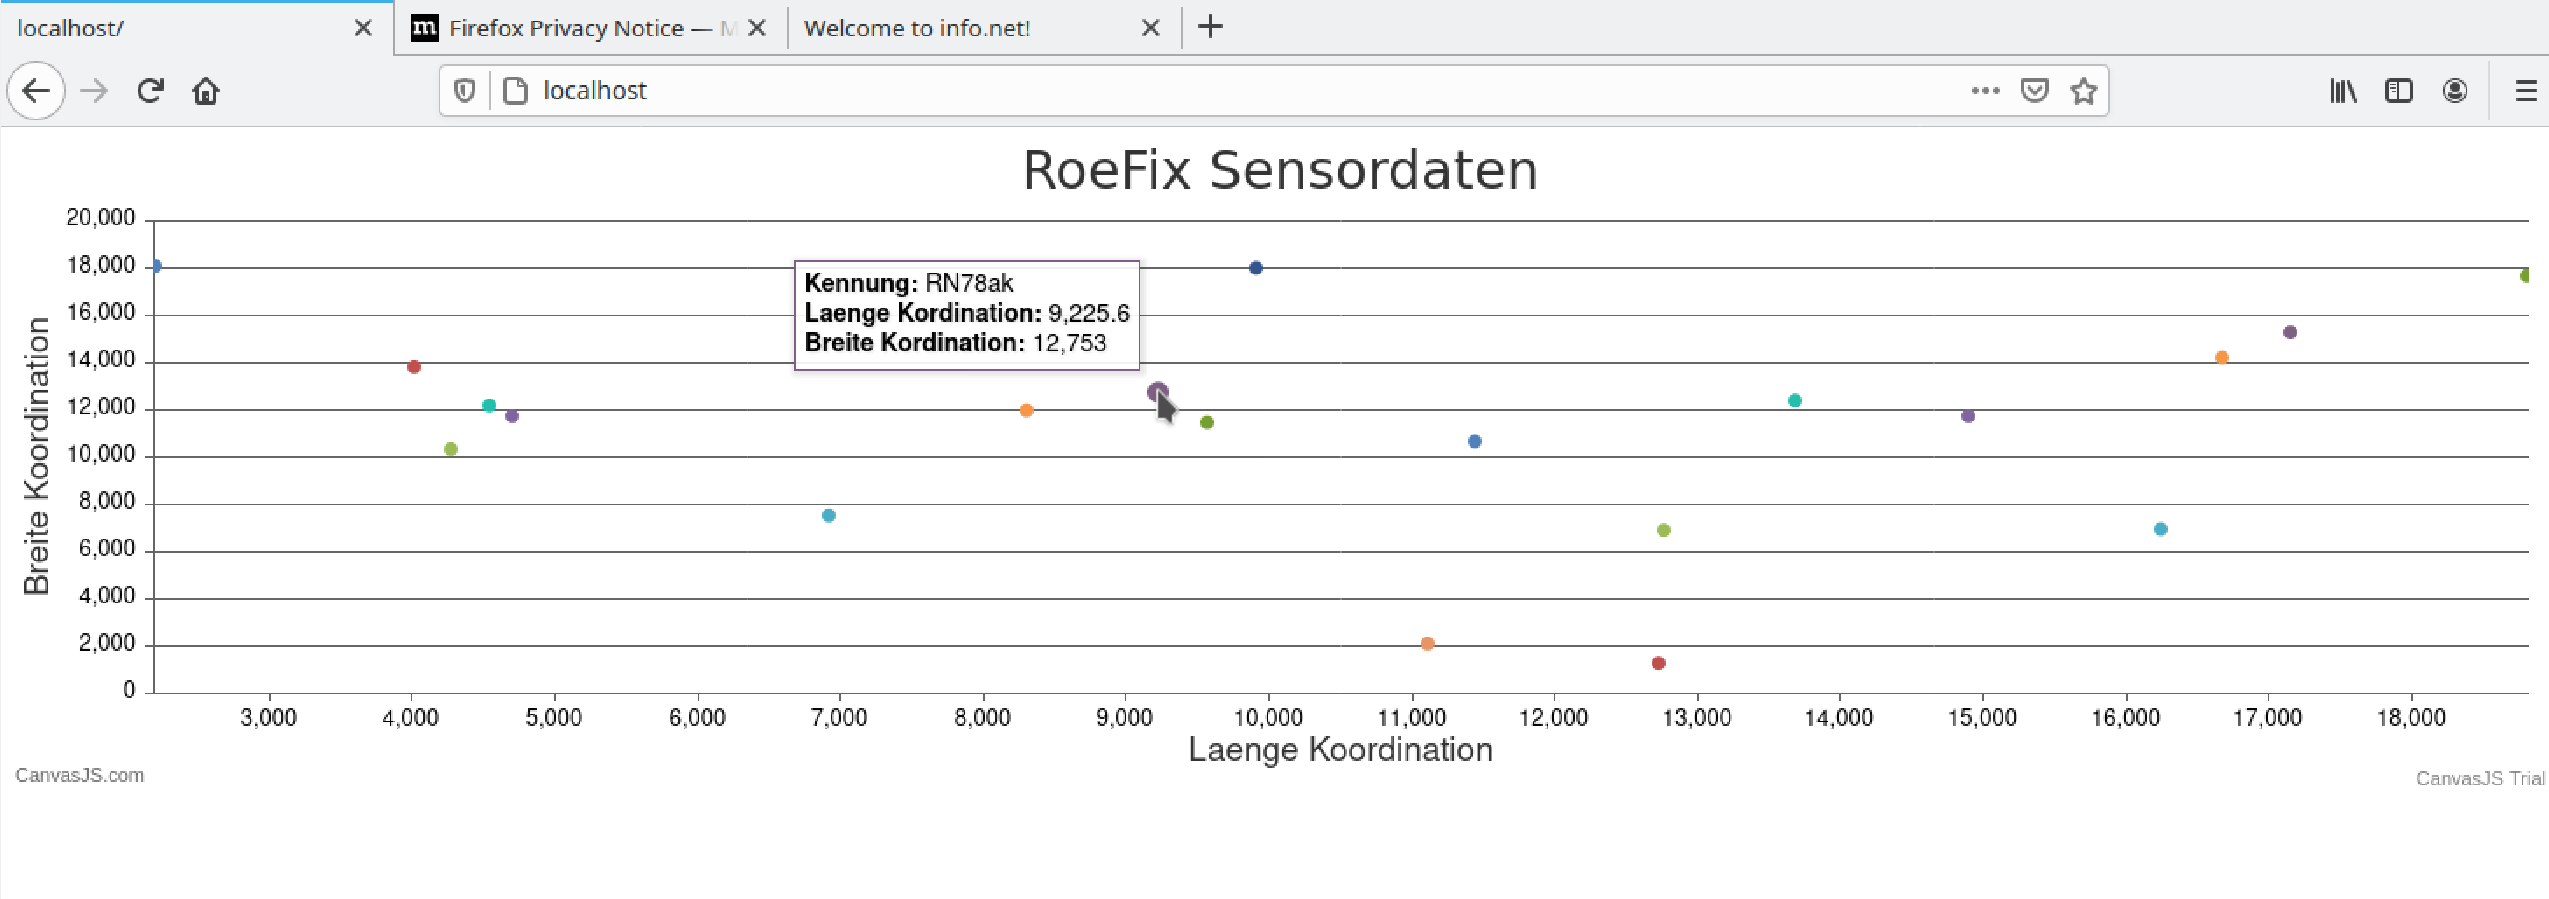 localhost/
m Firefox Privacy Notice — M
Welcome to info.net!
localhost
RoeFix Sensordaten
20,000
18,000
16,000
14,000
12,000
10,000
8,000
6,000
4,000
2,000
0
Breite Koordination
Kennung: RN78ak
Laenge Kordination: 9,225.6
Breite Kordination: 12,753
3,000 4,000 5,000 6,000 7,000 8,000 9,000 10,000 11,000 12,000 13,000 14,000 15,000 16,000 17,000 18,000
Laenge Koordination
CanvasJS.com
CanvasJS Trial